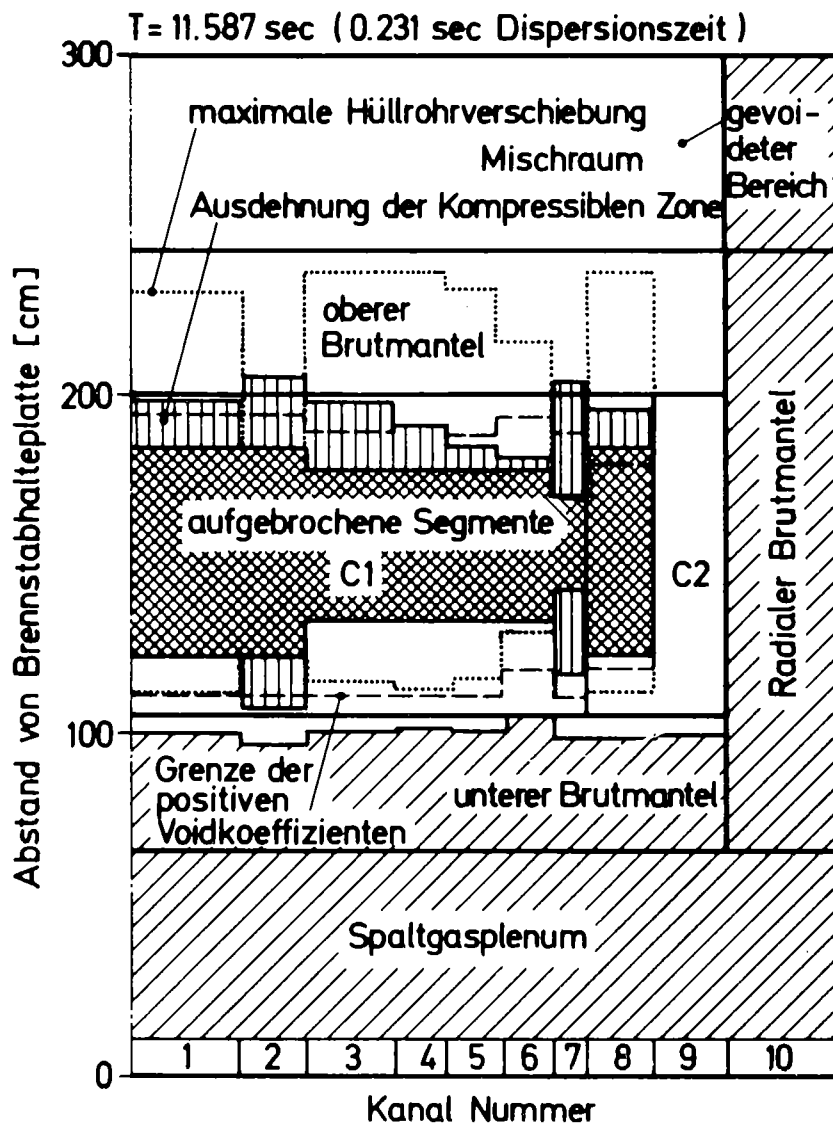 T= 11.587 sec ( 0.231 sec Dispersionszeit )
300
maximale Hüllrohrverschiebung
gevoi-
deter
Bereich
Mischraum
Ausdehnung der Kompressiblen Zone
oberer
Brutmantel
200
aufgebrochene Segmente
C1
C2
Radialer Brutmantel
100
Grenze der
positiven
Voidkoeffizienten
unterer Brutmantel
Spaltgasplenum
1 2 3 4 5 6 7 8 9 10
0
Kanal Nummer
Abstand von Brennstabhalteplatte [cm]